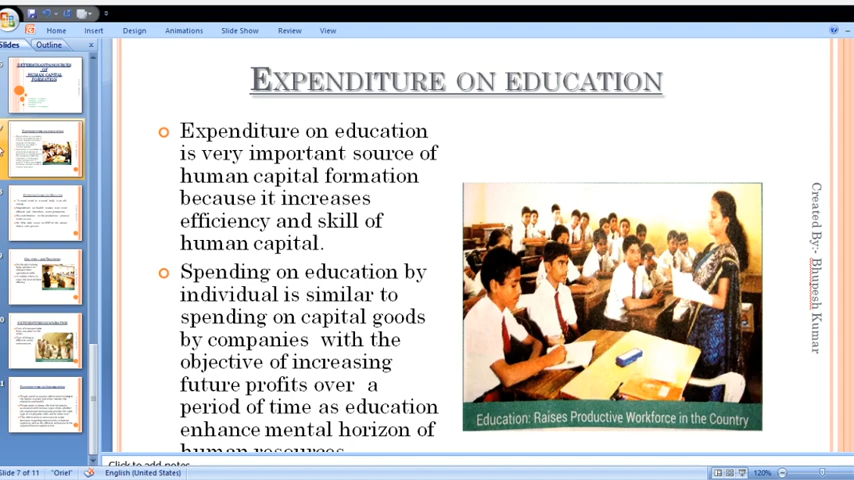 Home Insert Design Animations Slide Show Review View
Slides Outline
EXPENDITURE ON EDUCATION
Expenditure on education
is very important source of
human capital formation
because it increases
efficiency and skill of
human capital.
Spending on education by
individual is similar to
spending on capital goods
by companies with the
objective of increasing
future profits over a
period of time as education
enhance mental horizon of
human resources
Education: Raises Productive Workforce in the Country
Created By:- Bhupesh Kumar
Click to add notes
Slide 7 of 11 "Oriel" English (United States) 120%